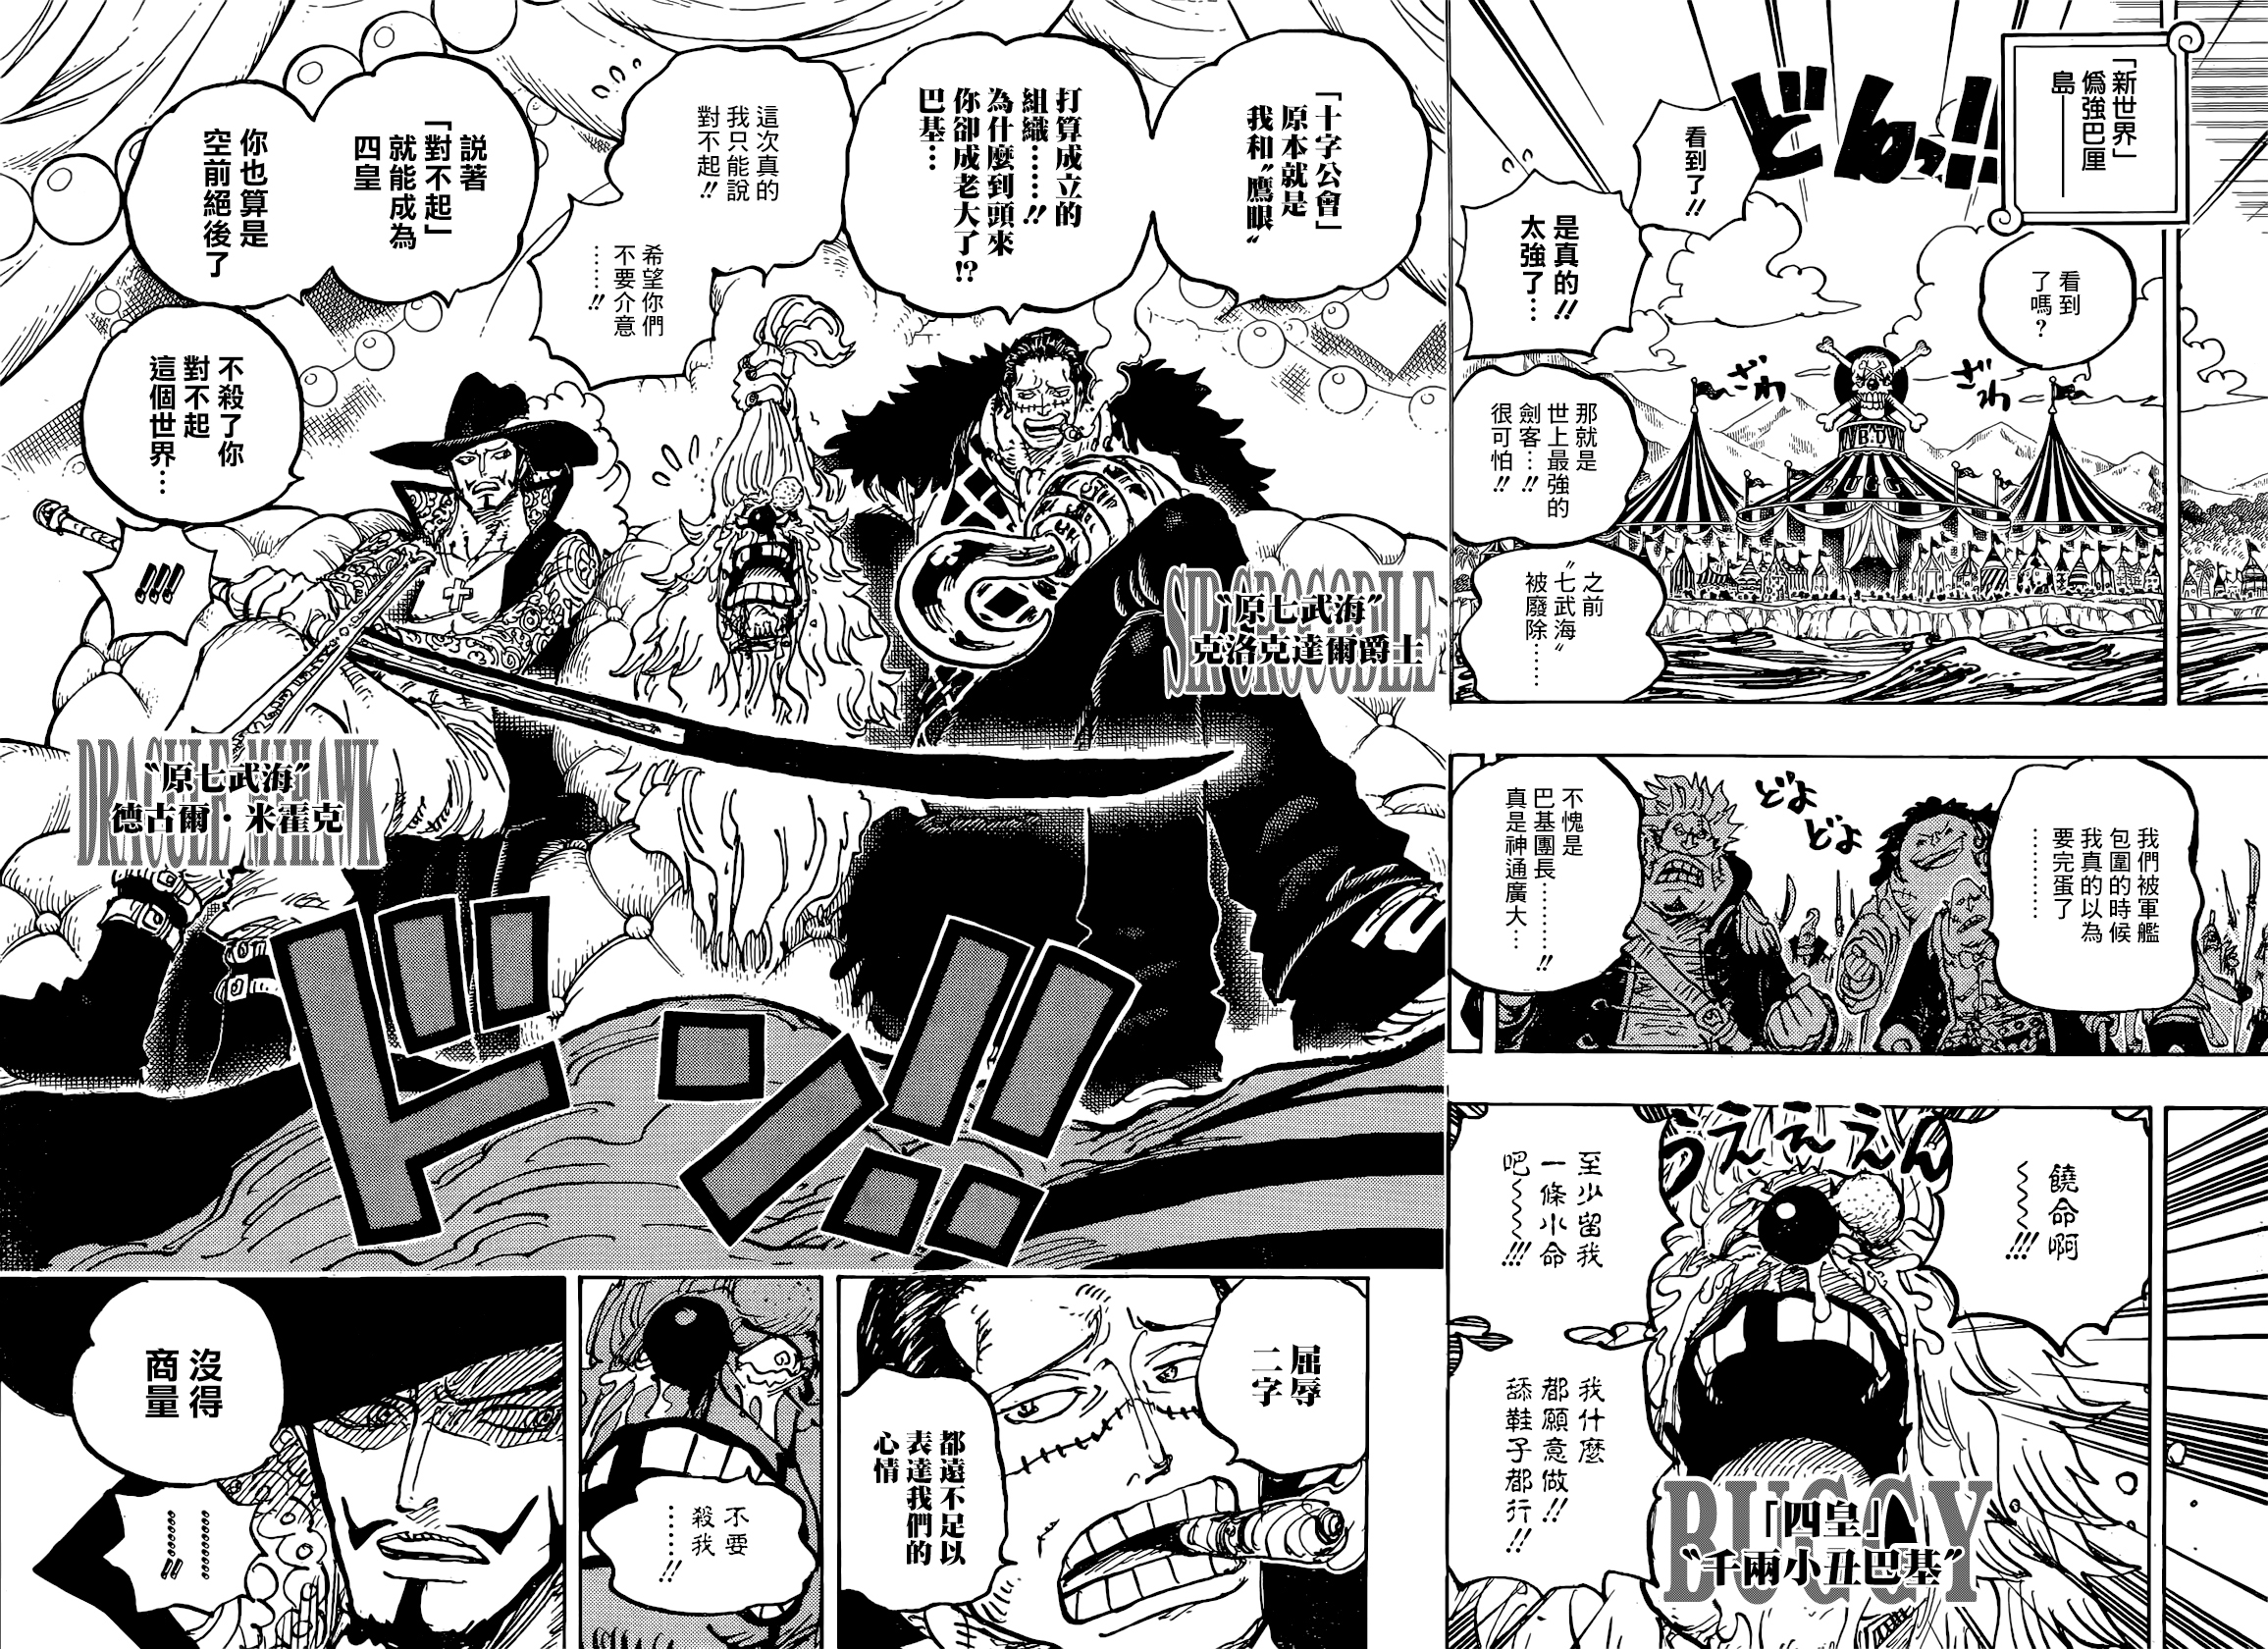 「新世界」
偽強巴厘
島——
ドんっ!!
看到
了嗎?
看到了!!
是真的!!
太強了…
ざわ
ざわ
那就是
世上最強的
劍客…!!
很可怕!!
之前
〝七武海〞
被廢除……
BUGG
我們被軍艦
包圍的時候
我真的以為
要完蛋了
…………
どよ
どよ
不愧是
巴基團長………!!
真是神通廣大…
饒命啊
~~~!!!
うえええん
至少留我
一條小命
吧~~~~!!!
我什麼
都願意做!!
舔鞋子都行!!
BUGGY
「四皇」
〝千兩小丑巴基〞
「十字公會」
原本就是
我和〝鷹眼〞
打算成立的
組織……!!
為什麼到頭來
你卻成老大了!?
巴基…
這次真的
我只能說
對不起!!
希望你們
不要介意
……!!
説著
「對不起」
就能成為
四皇
你也算是
空前絕後了
不殺了你
對不起
這個世界…
!!!
SIR CROCODILE
〝原七武海〞
克洛克達爾爵士
DRACULE MIHAWK
〝原七武海〞
德古爾・米霍克
ドン!!
屈辱
二字
都遠不足以
表達我們的
心情
不要
殺我
……!!
沒得
商量
………
………!!